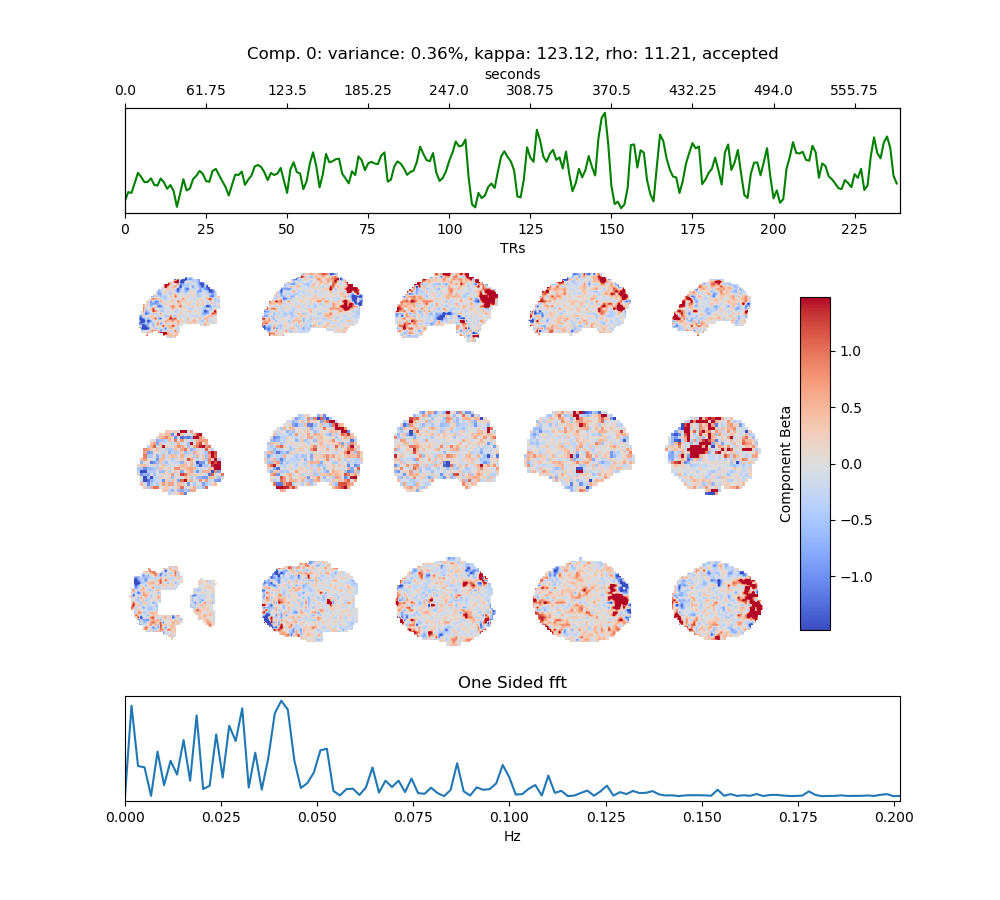 Comp. 0: variance: 0.36%, kappa: 123.12, rho: 11.21, accepted
seconds
0.0 61.75 123.5 185.25 247.0 308.75 370.5 432.25 494.0 555.75
0 25 50 75 100 125 150 175 200 225
TRs
1.0
0.5
0.0
−0.5
−1.0
Component Beta
One Sided fft
0.000 0.025 0.050 0.075 0.100 0.125 0.150 0.175 0.200
Hz